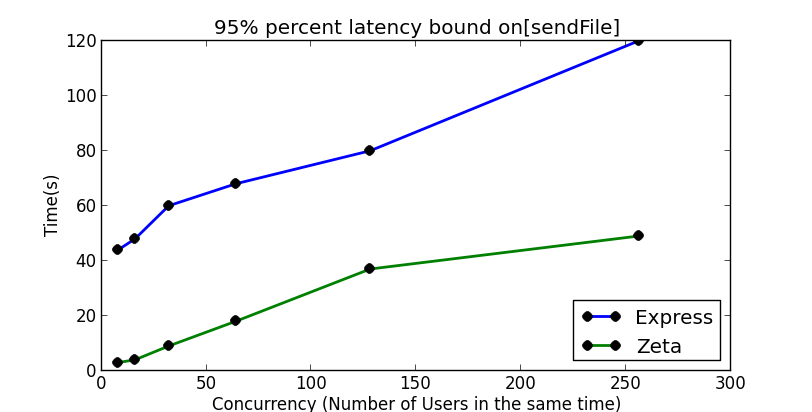 95% percent latency bound on[sendFile]
120
100
80
60
40
20
0
Time(s)
Express
Zeta
0 50 100 150 200 250 300
Concurrency (Number of Users in the same time)